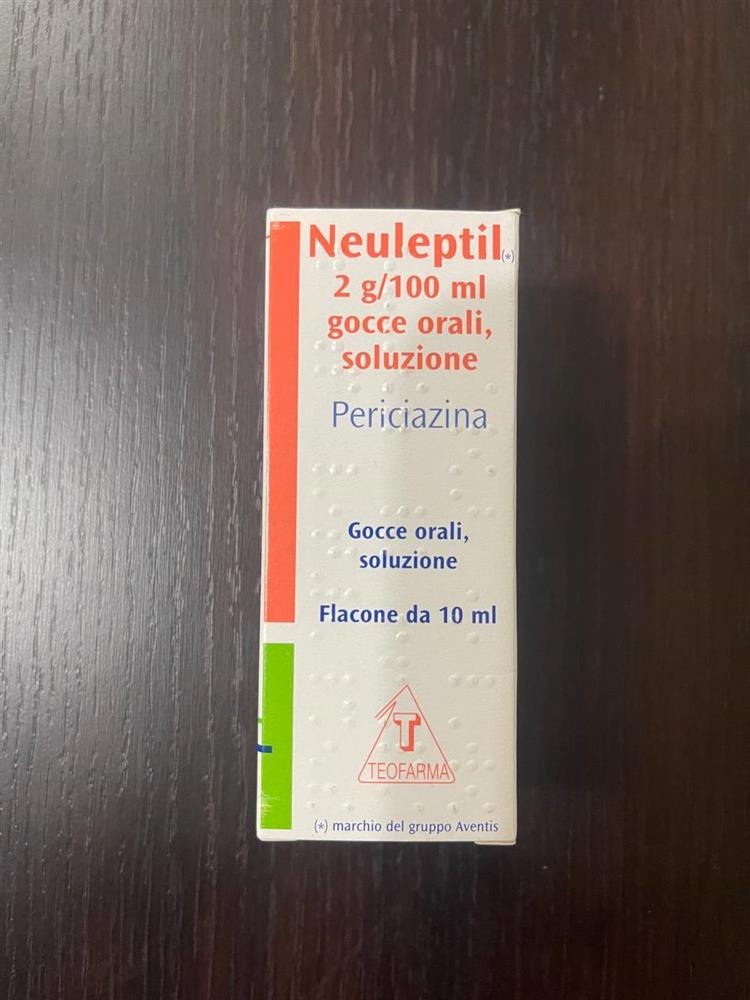 Neuleptil(*)
2 g/100 ml
gocce orali,
soluzione
Periciazina
Gocce orali,
soluzione
Flacone da 10 ml
T
TEOFARMA
(*) marchio del gruppo Aventis